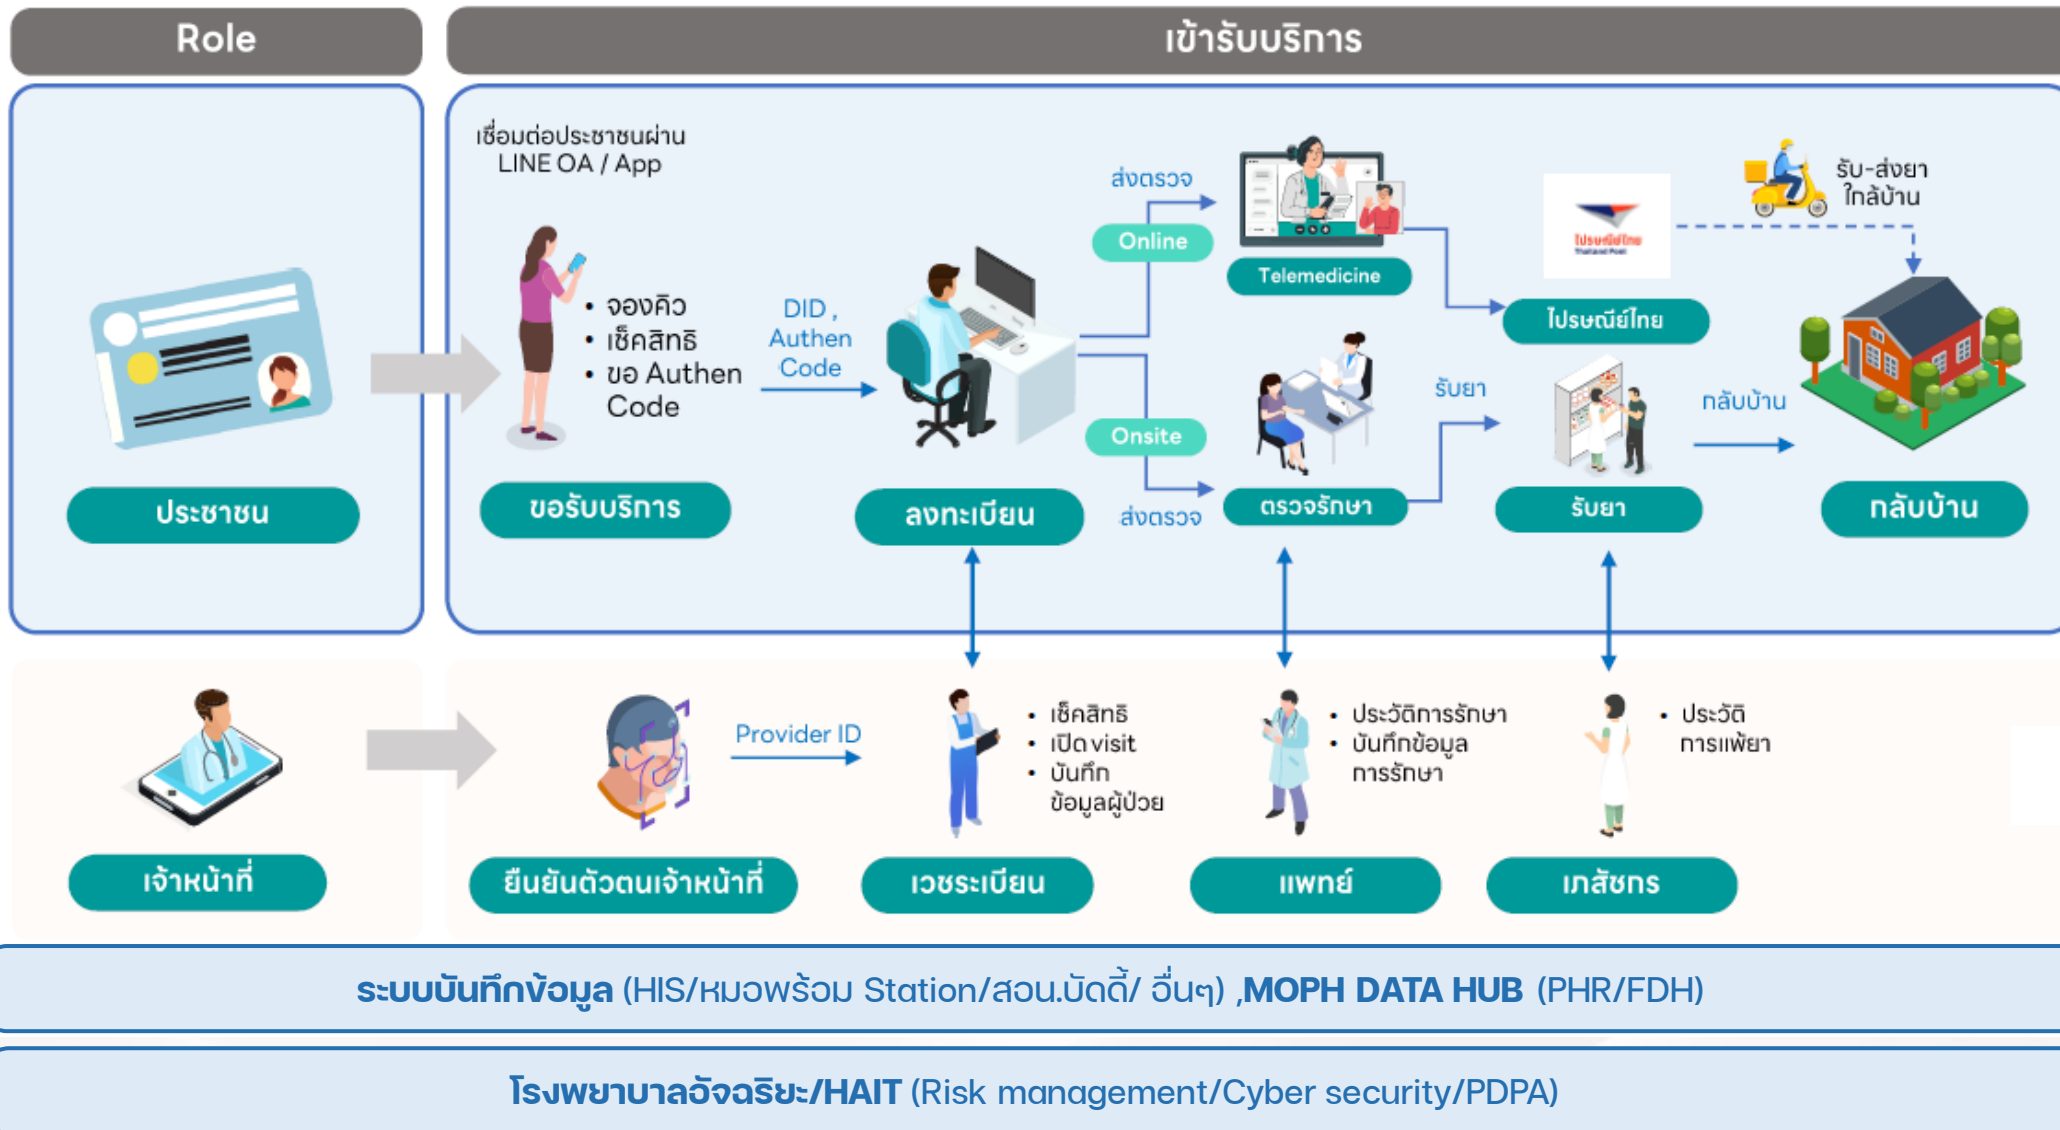 Role
เข้ารับบริการ
เชื่อมต่อประชาชนผ่าน
LINE OA / App
• จองคิว
• เช็คสิทธิ
• ขอ Authen
Code
DID ,
Authen
Code
ส่งตรวจ
Online
Telemedicine
ไปรษณีย์ไทย
Thailand Post
รับ-ส่งยา
ใกล้บ้าน
ไปรษณีย์ไทย
Onsite
ส่งตรวจ
รับยา
กลับบ้าน
ประชาชน
ขอรับบริการ
ลงทะเบียน
ตรวจรักษา
รับยา
กลับบ้าน
Provider ID
• เช็คสิทธิ
• เปิด visit
• บันทึก
ข้อมูลผู้ป่วย
• ประวัติการรักษา
• บันทึกข้อมูล
การรักษา
• ประวัติ
การแพ้ยา
เจ้าหน้าที่
ยืนยันตัวตนเจ้าหน้าที่
เวชระเบียน
แพทย์
เภสัชกร
ระบบบันทึกข้อมูล (HIS/หมอพร้อม Station/สอน.บัดดี้/ อื่นๆ) ,MOPH DATA HUB (PHR/FDH)
โรงพยาบาลอัจฉริยะ/HAIT (Risk management/Cyber security/PDPA)